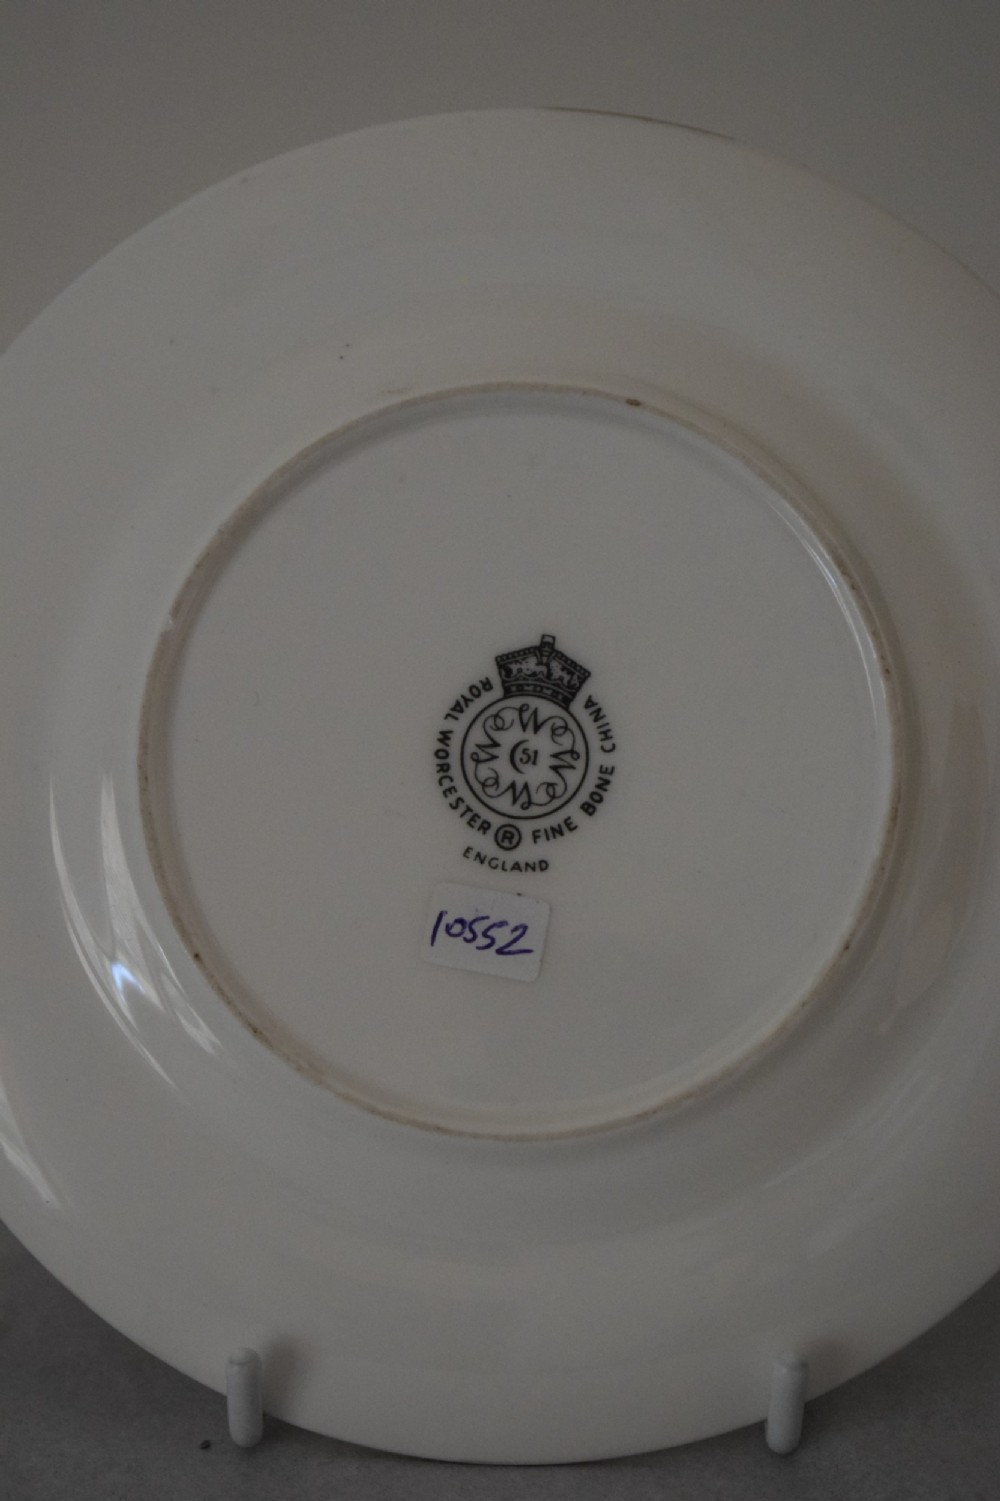 ROYAL WORCESTER ® FINE BONE CHINA
51
ENGLAND
10552